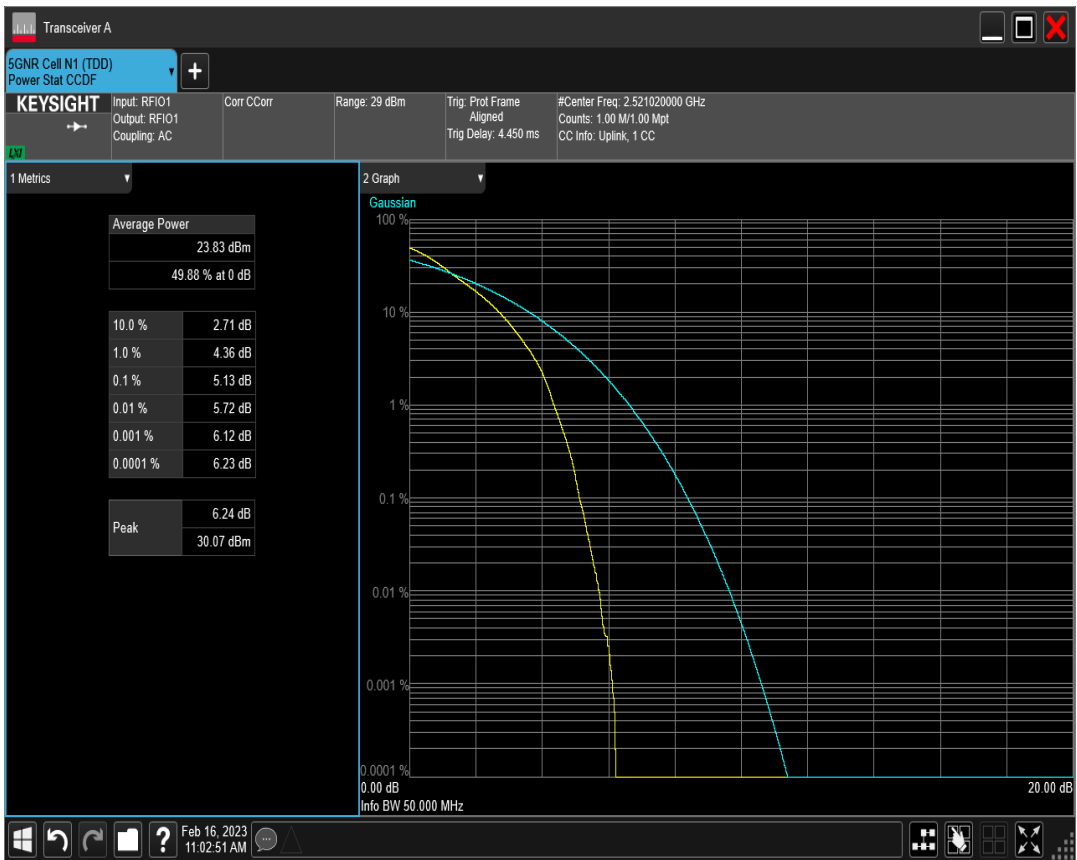 Transceiver A
5GNR Cell N1 (TDD)
Power Stat CCDF
+
KEYSIGHT
LXI
Input: RFIO1
Output: RFIO1
Coupling: AC
Corr CCorr
Range: 29 dBm
Trig: Prot Frame
Aligned
Trig Delay: 4.450 ms
#Center Freq: 2.521020000 GHz
Counts: 1.00 M/1.00 Mpt
CC Info: Uplink, 1 CC
1 Metrics
Average Power
23.83 dBm
49.88 % at 0 dB
10.0 % 2.71 dB
1.0 % 4.36 dB
0.1 % 5.13 dB
0.01 % 5.72 dB
0.001 % 6.12 dB
0.0001 % 6.23 dB
Peak
6.24 dB
30.07 dBm
2 Graph
Gaussian
100 %
10 %
1 %
0.1 %
0.01 %
0.001 %
0.0001 %
0.00 dB 20.00 dB
Info BW 50.000 MHz
?
Feb 16, 2023
11:02:51 AM